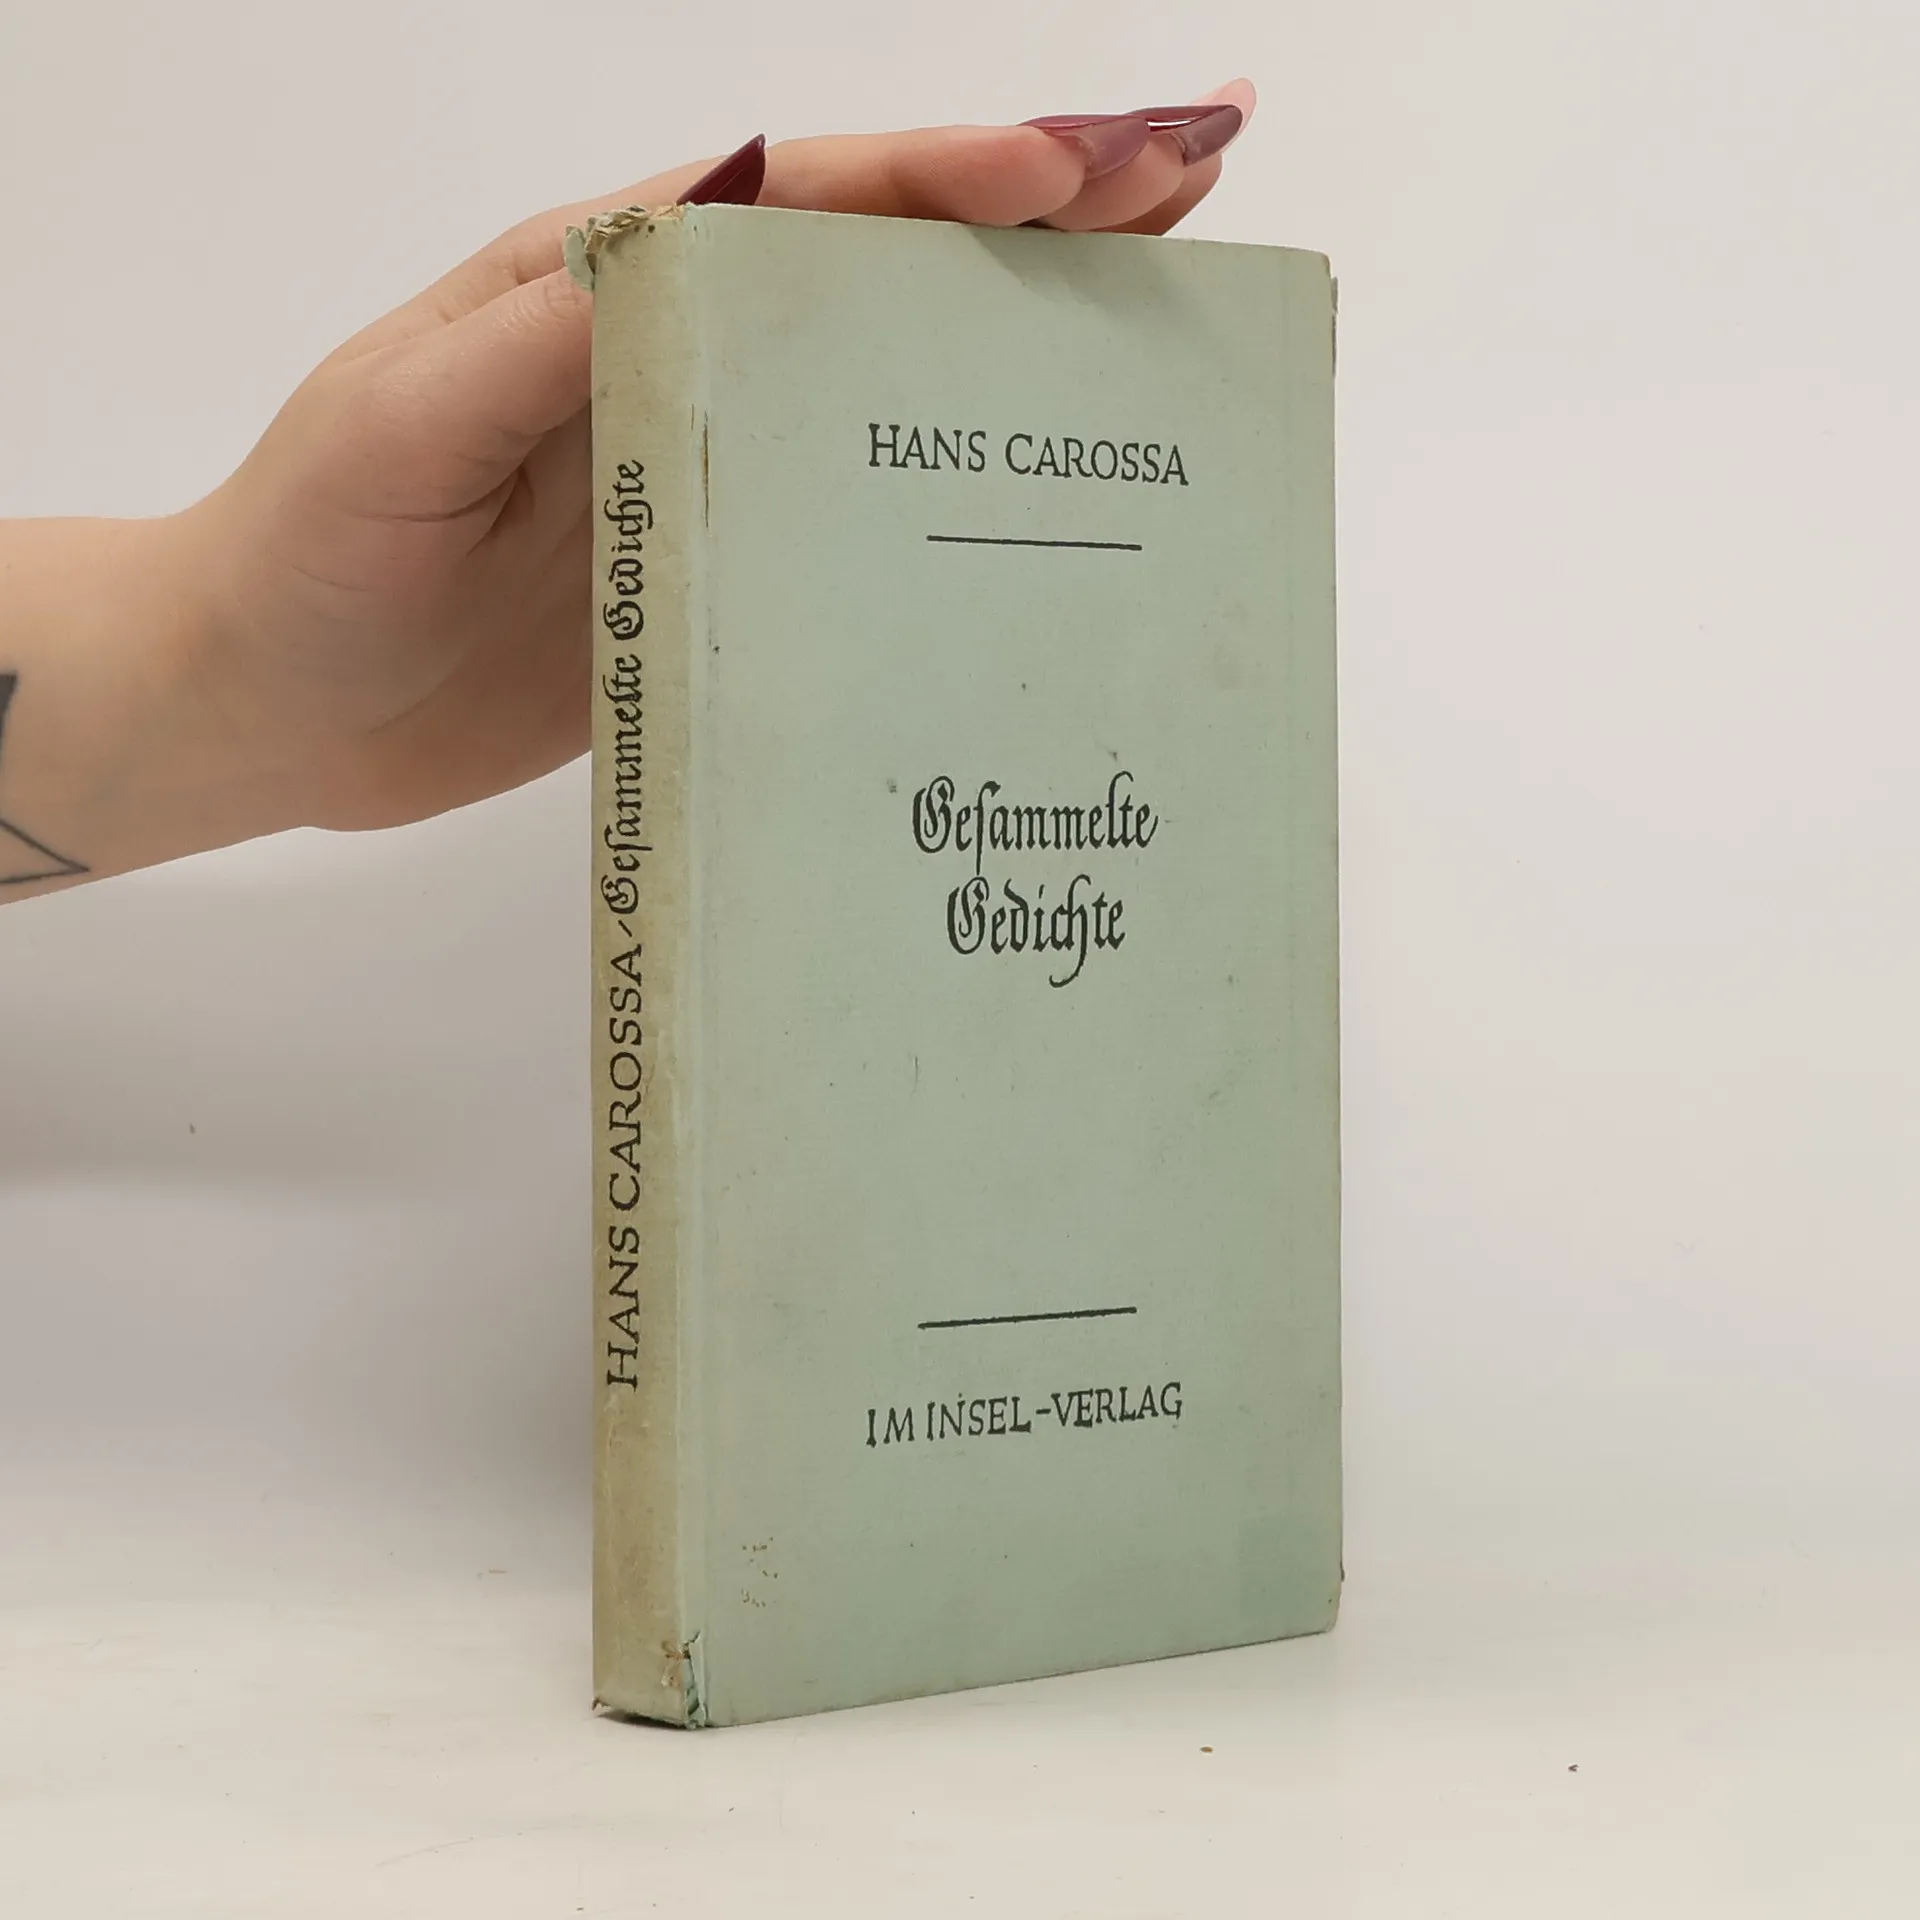 HANS CAROSSA
Geſammelte
Gedichte
IM INSEL-VERLAG
HANS CAROSSA / Geſammelte Gedichte